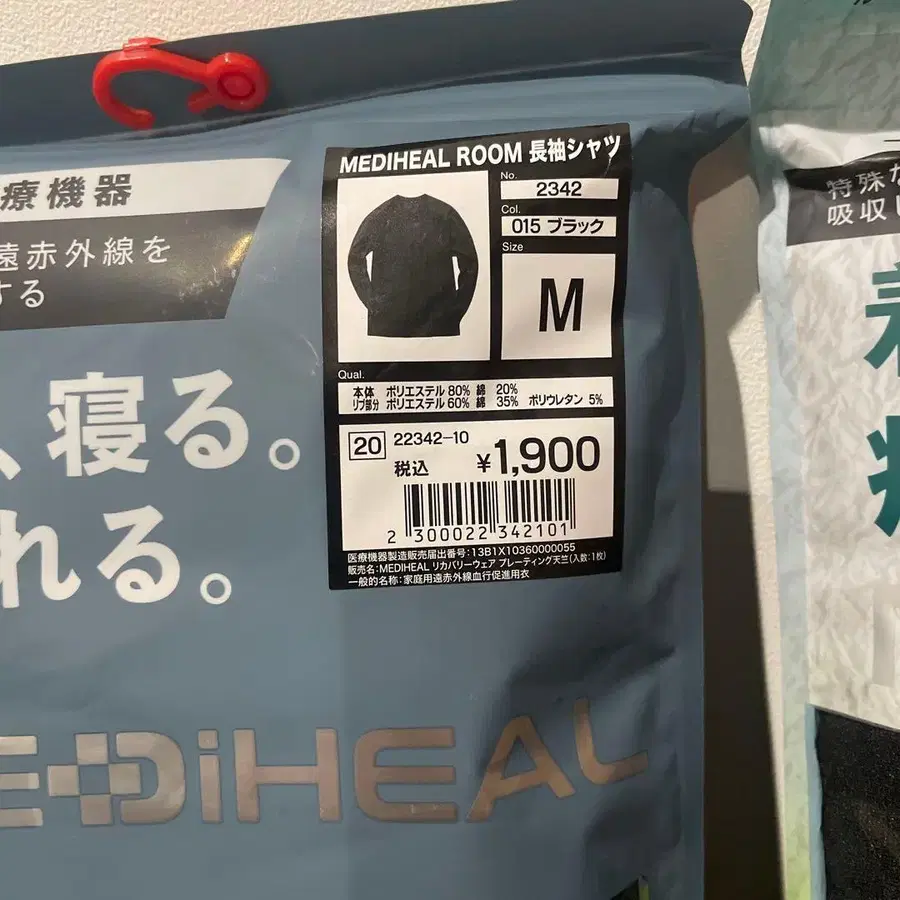 療機器
遠赤外線を
する
、寝る。
れる。
MEDIHEAL ROOM 長袖シャツ
No.
2342
Col.
015 ブラック
Size
M
Qual.
本体 ポリエステル 80% 綿 20%
リブ部分 ポリエステル 60% 綿 35% ポリウレタン 5%
20 22342-10
税込 ¥1,900
2 300022 342101
医療機器製造販売届出番号:13B1X10360000055
販売名:MEDIHEAL リカバリーウェア プレーティング天竺(入数:1枚)
一般的名称:家庭用遠赤外線血行促進用衣
EDiHEAL
特殊な
吸収し